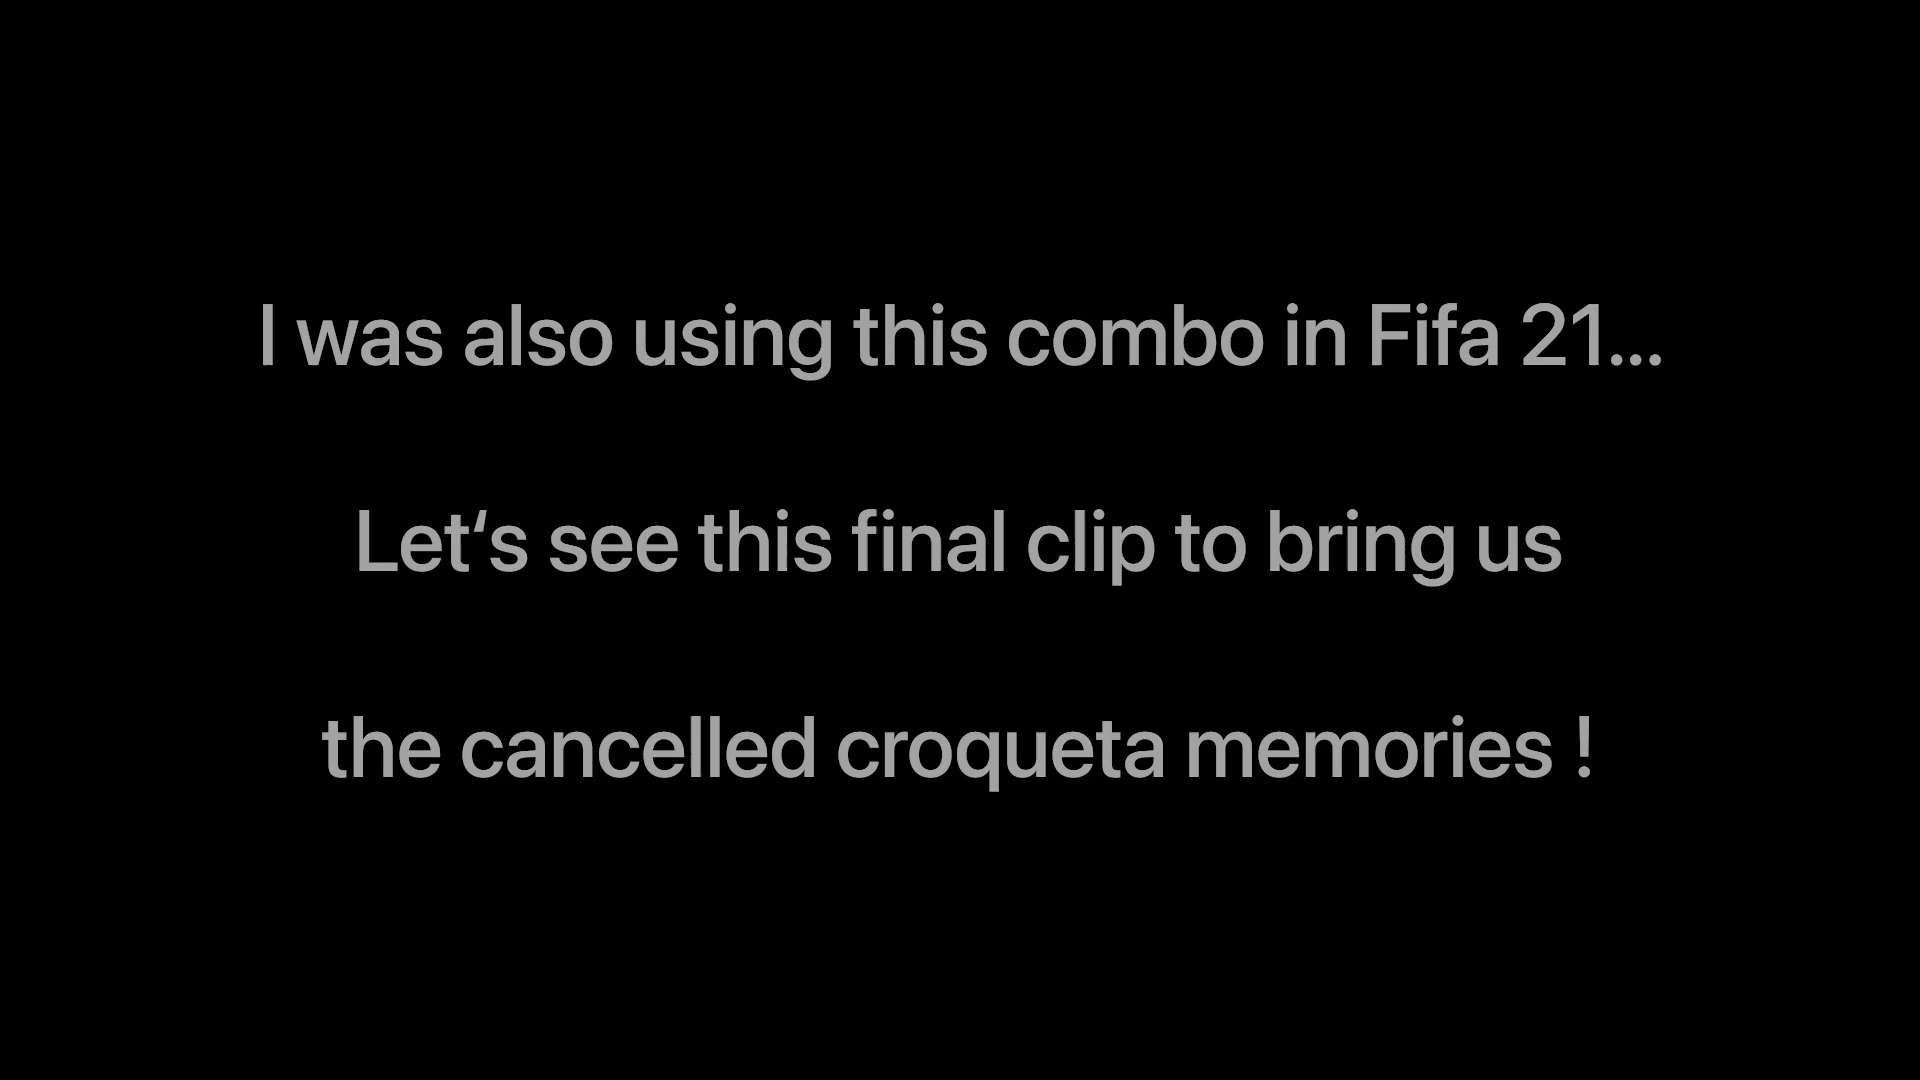 I was also using this combo in Fifa 21...
Let‘s see this final clip to bring us
the cancelled croqueta memories !